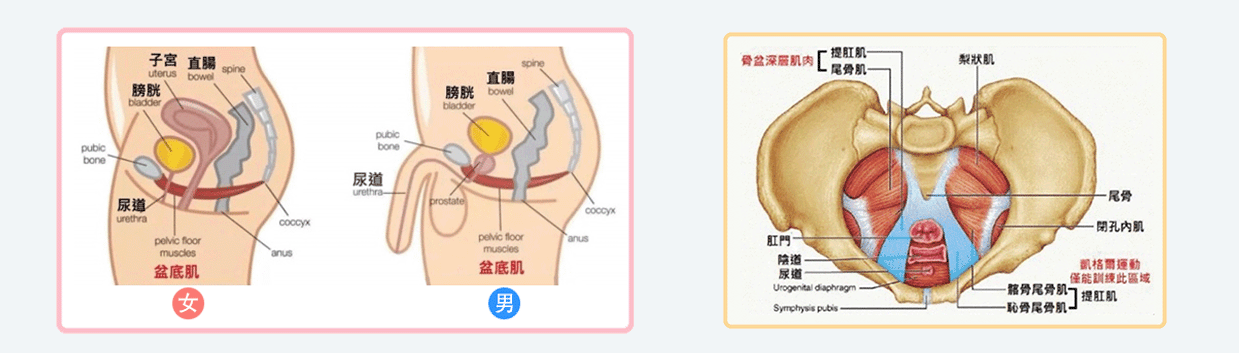 子宮
uterus
直腸
bowel
spine
膀胱
bladder
pubic
bone
尿道
urethra
pelvic floor
muscles
盆底肌
coccyx
anus
女
spine
直腸
bowel
膀胱
bladder
pubic
bone
尿道
urethra
prostate
coccyx
pelvic floor
muscles
盆底肌
anus
男
骨盆深層肌肉
提肛肌
尾骨肌
梨狀肌
尾骨
閉孔內肌
肛門
陰道
尿道
Urogenital diaphragm
Symphysis pubis
凱格爾運動
僅能訓練此區域
髂骨尾骨肌
恥骨尾骨肌
提肛肌